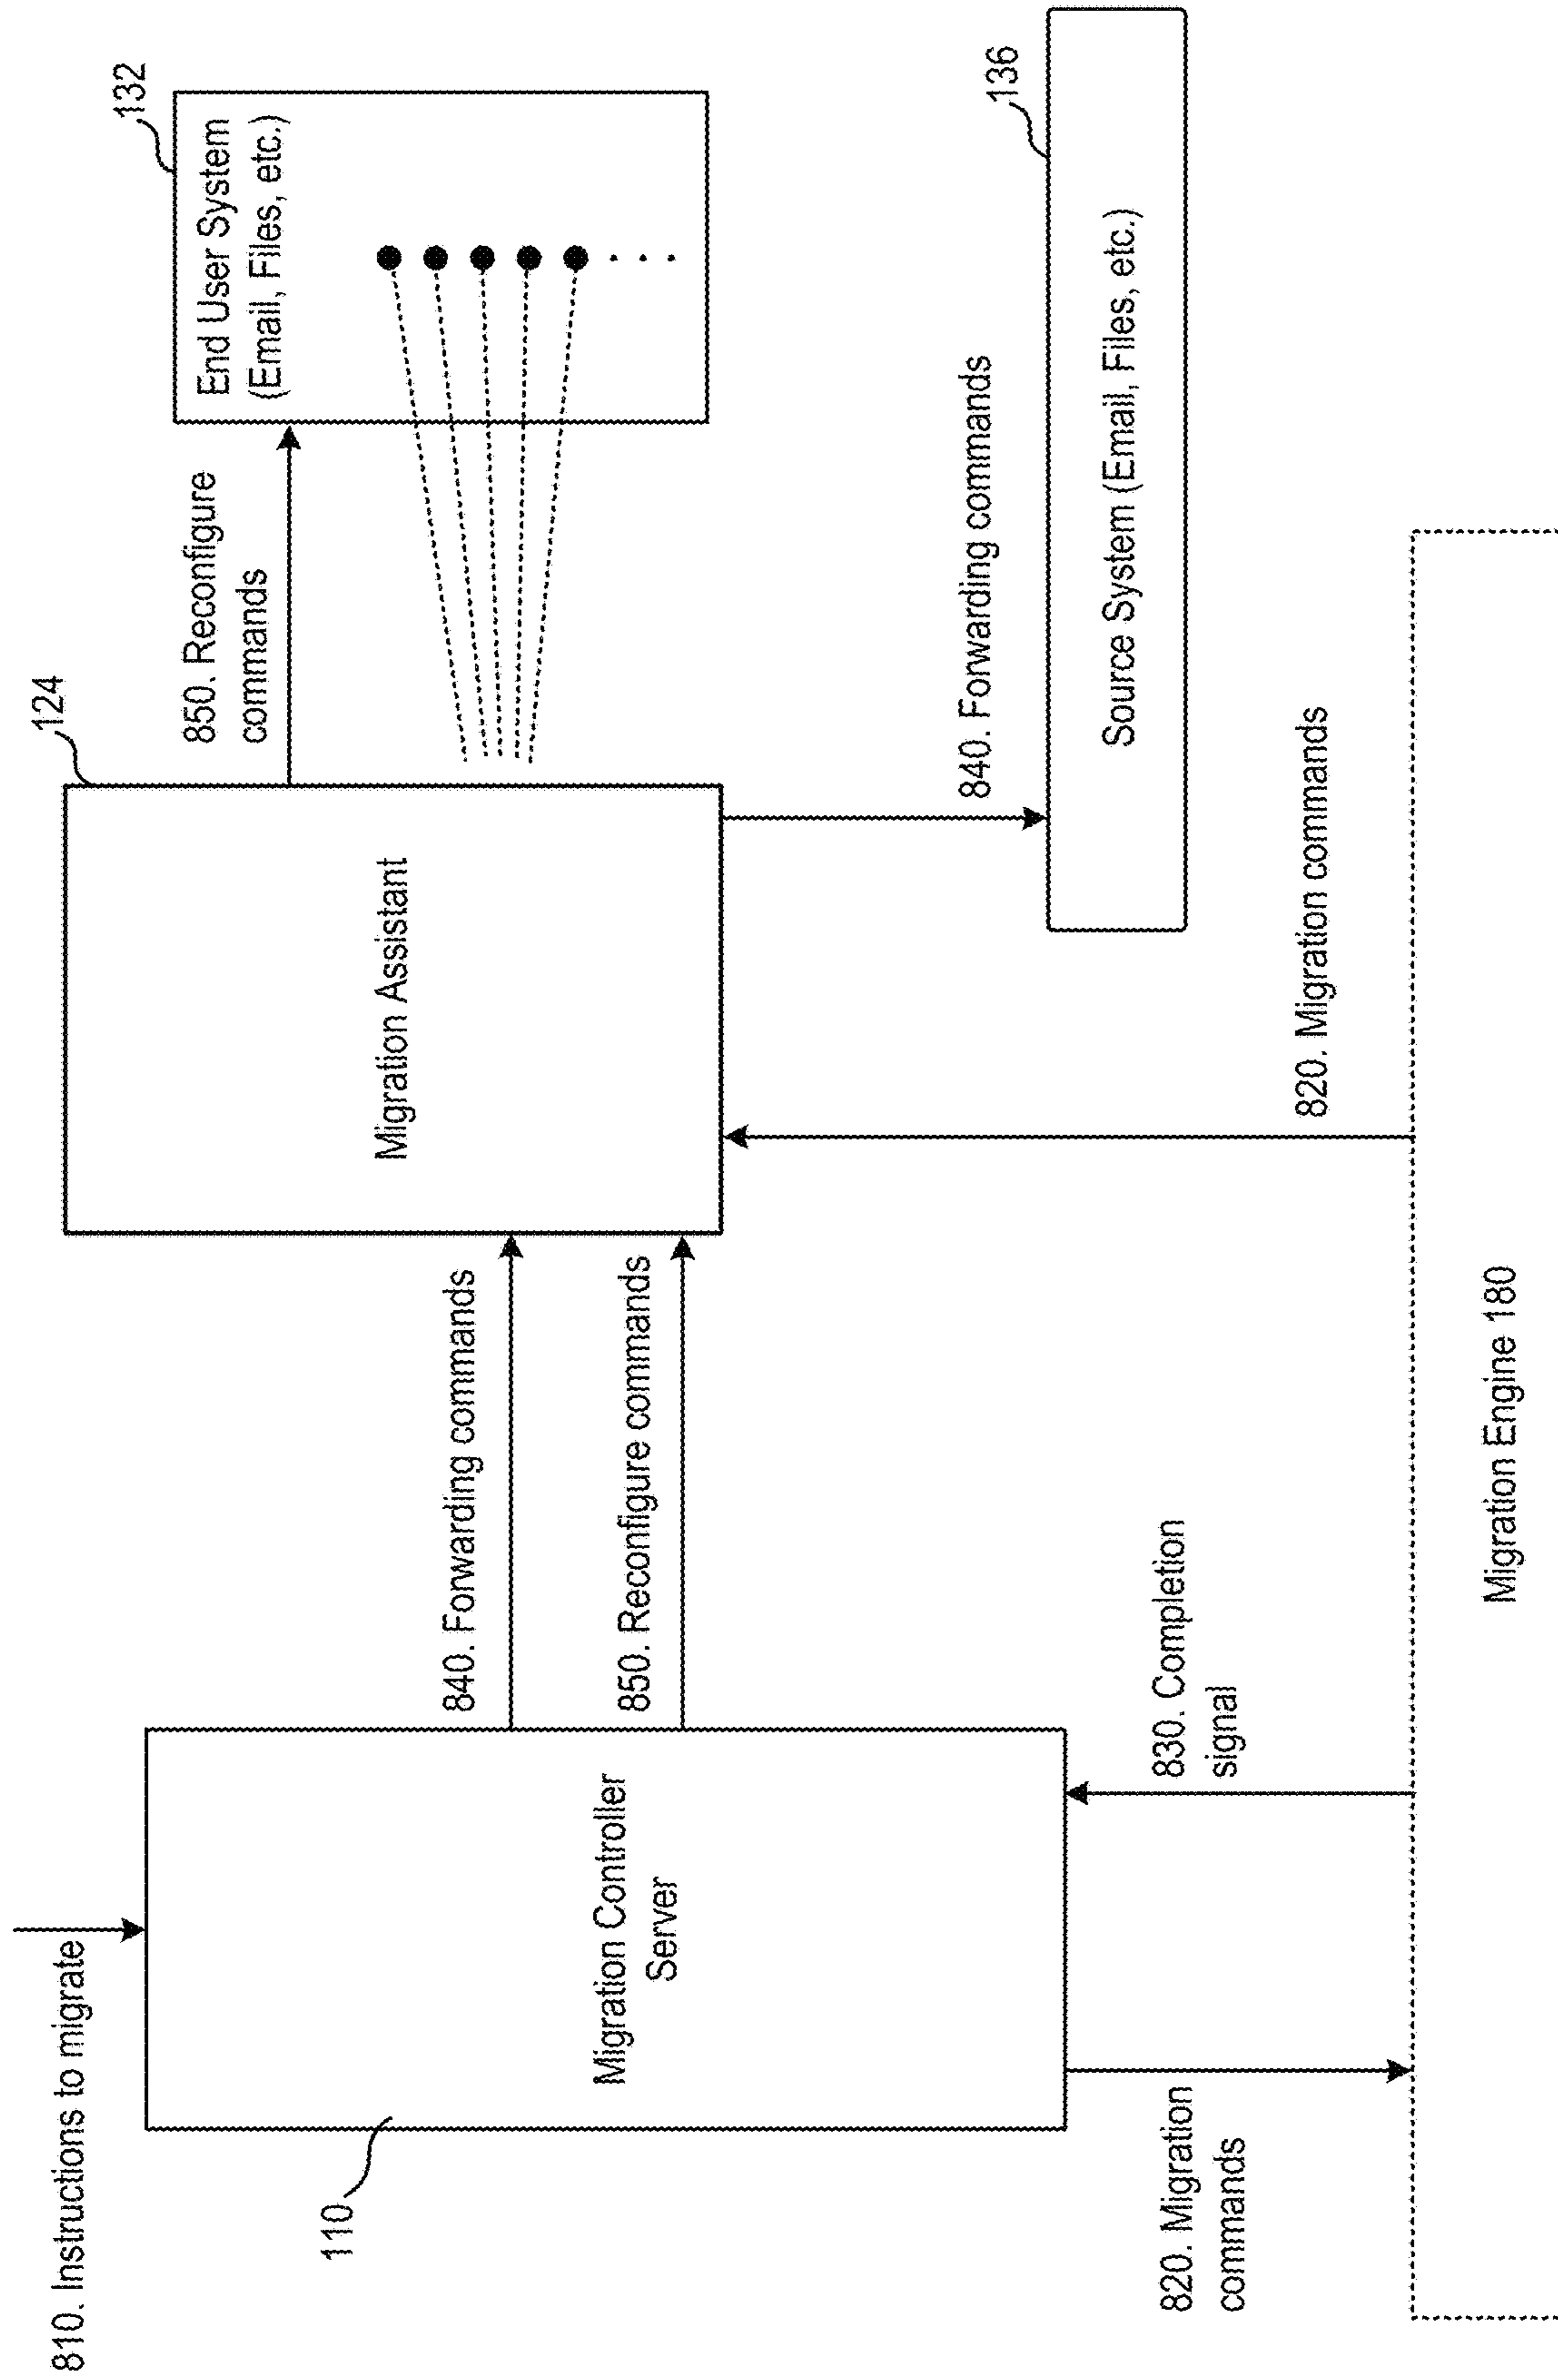 810. Instructions to migrate
110
Migration Controller
Server
820. Migration
commands
830. Completion
signal
840. Forwarding commands
850. Reconfigure commands
124
Migration Assistant
820. Migration commands
850. Reconfigure
commands
132
End User System
(Email, Files, etc.)
840. Forwarding commands
136
Source System (Email, Files, etc.)
Migration Engine 180